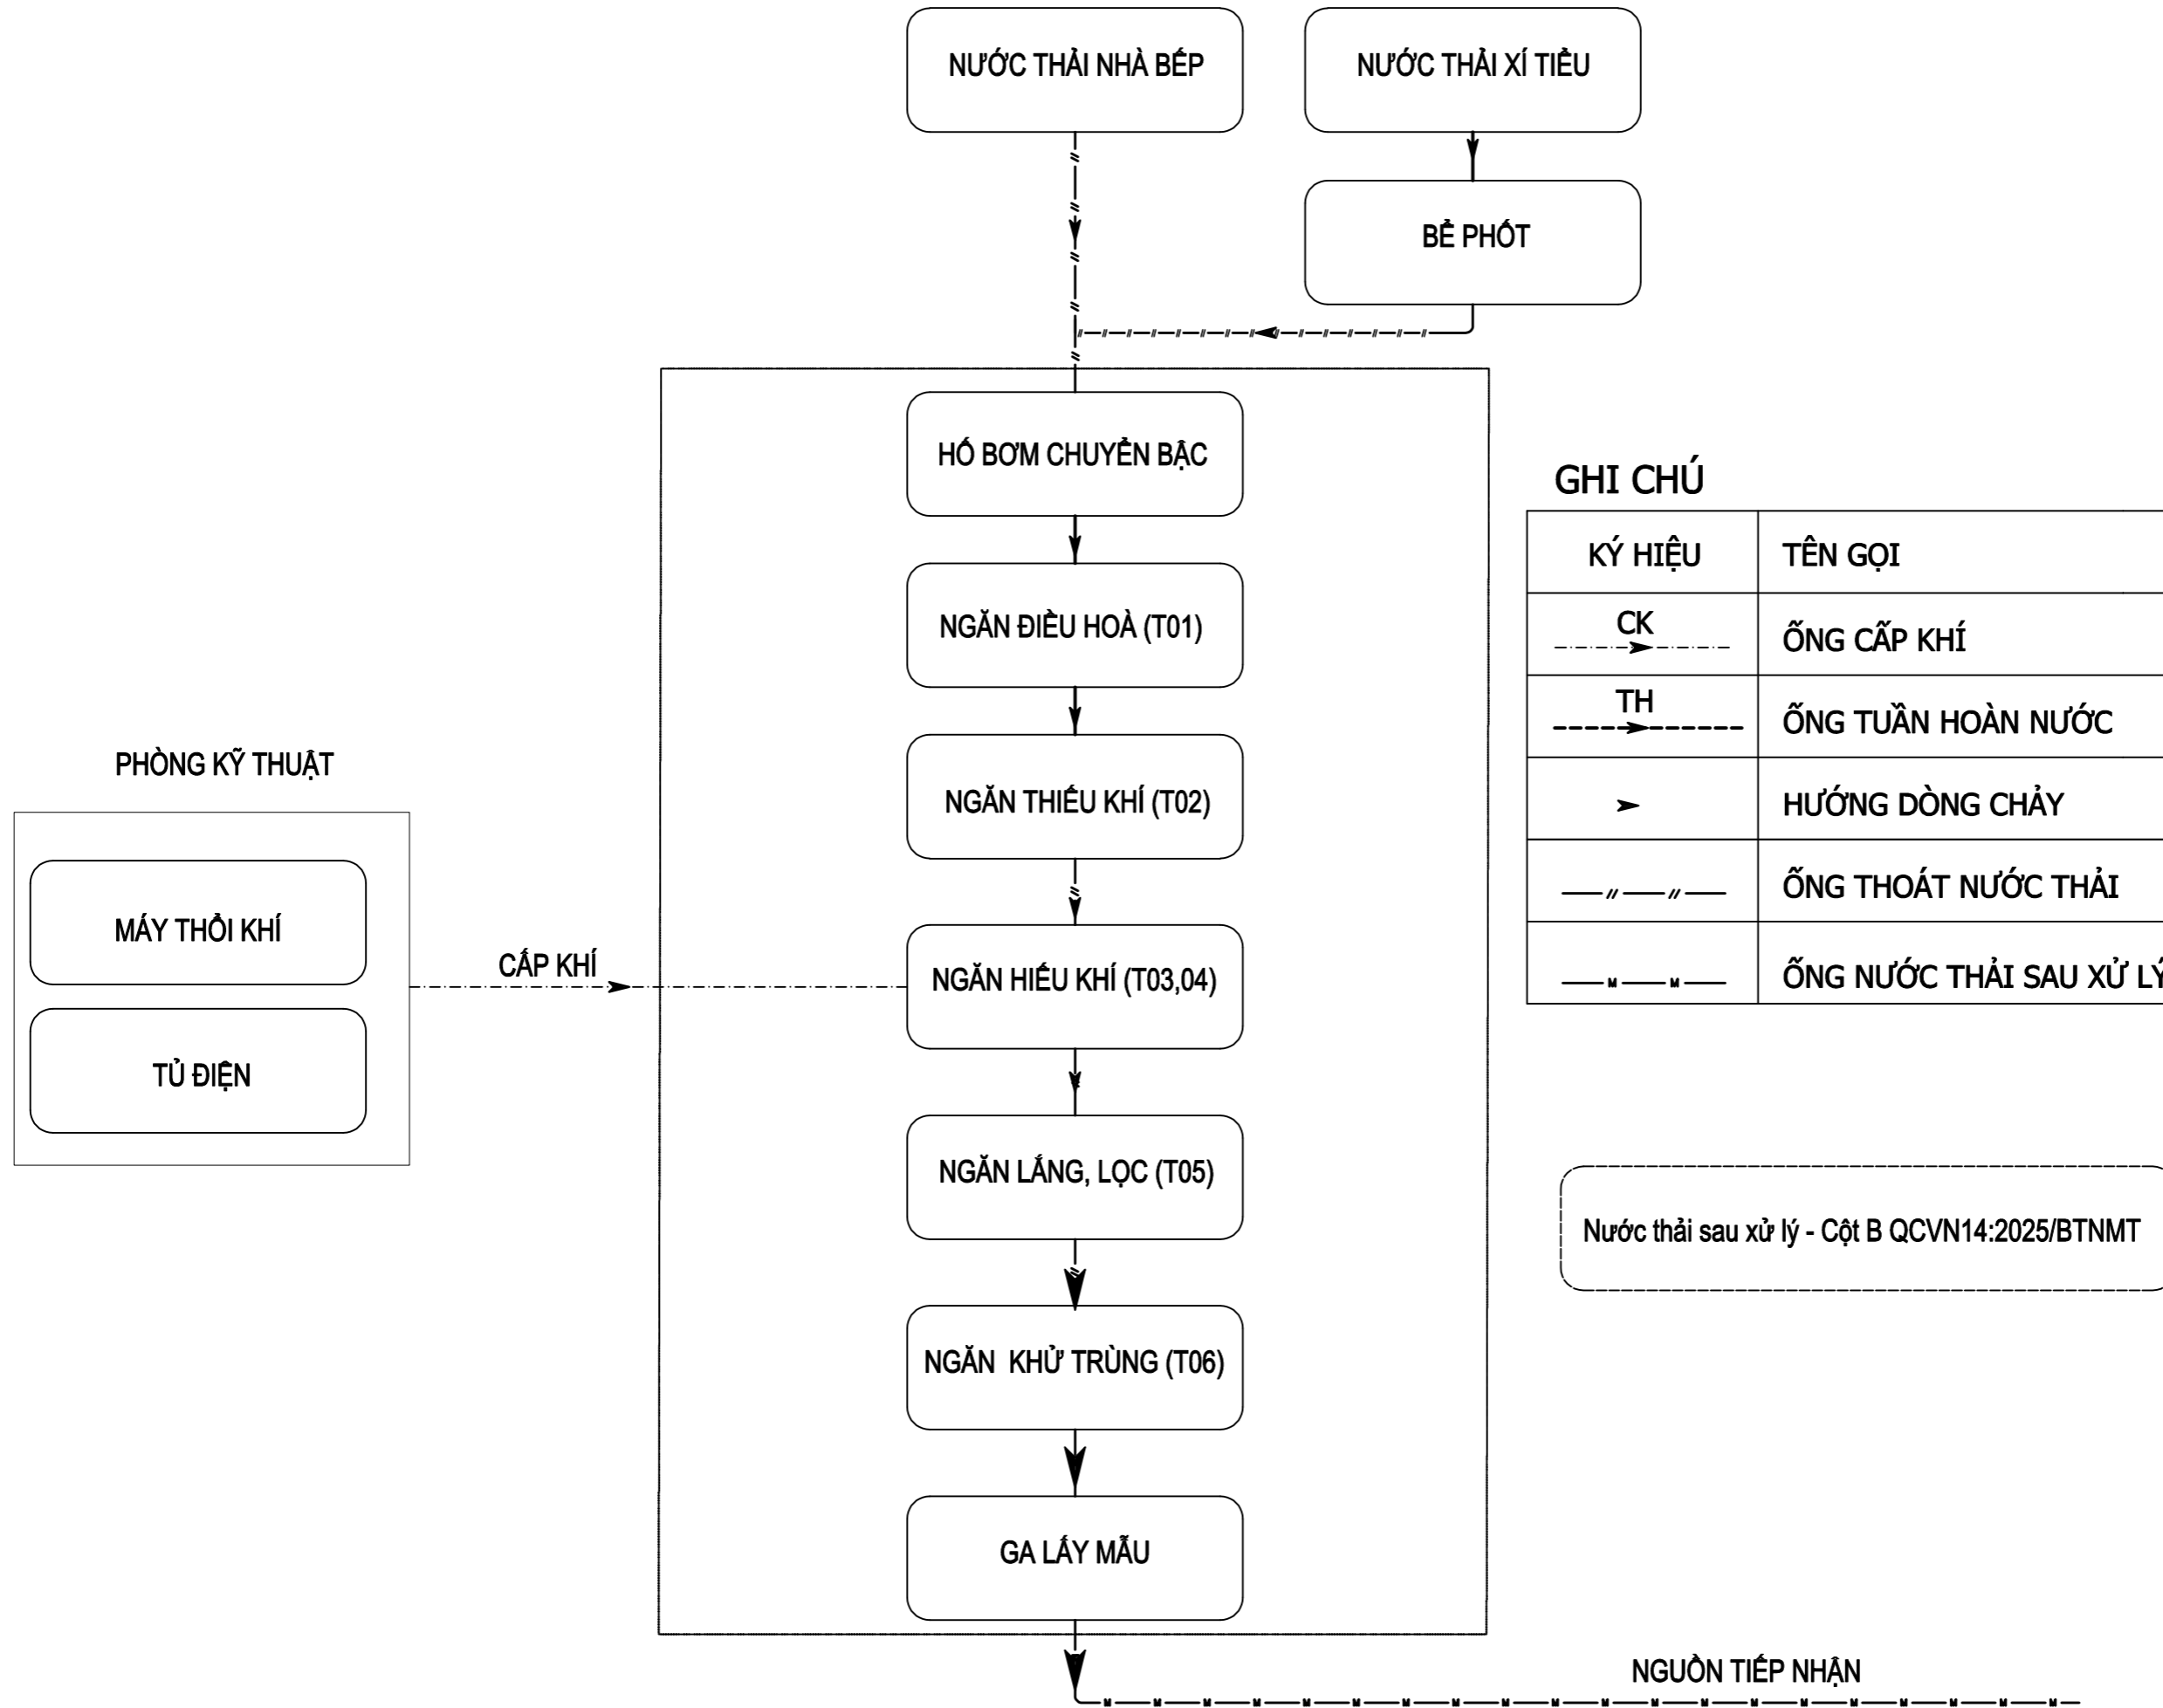 NƯỚC THẢI NHÀ BẾP
NƯỚC THẢI XÍ TIỂU
BỂ PHỐT
HỐ BƠM CHUYỂN BẬC
NGĂN ĐIỀU HOÀ (T01)
NGĂN THIẾU KHÍ (T02)
PHÒNG KỸ THUẬT
MÁY THỔI KHÍ
TỦ ĐIỆN
CẤP KHÍ
NGĂN HIẾU KHÍ (T03,04)
NGĂN LẮNG, LỌC (T05)
NGĂN KHỬ TRÙNG (T06)
GA LẤY MẪU
GHI CHÚ
KÝ HIỆU TÊN GỌI
CK ỐNG CẤP KHÍ
TH ỐNG TUẦN HOÀN NƯỚC
HƯỚNG DÒNG CHẢY
ỐNG THOÁT NƯỚC THẢI
ỐNG NƯỚC THẢI SAU XỬ LÝ
Nước thải sau xử lý - Cột B QCVN14:2025/BTNMT
NGUỒN TIẾP NHẬN